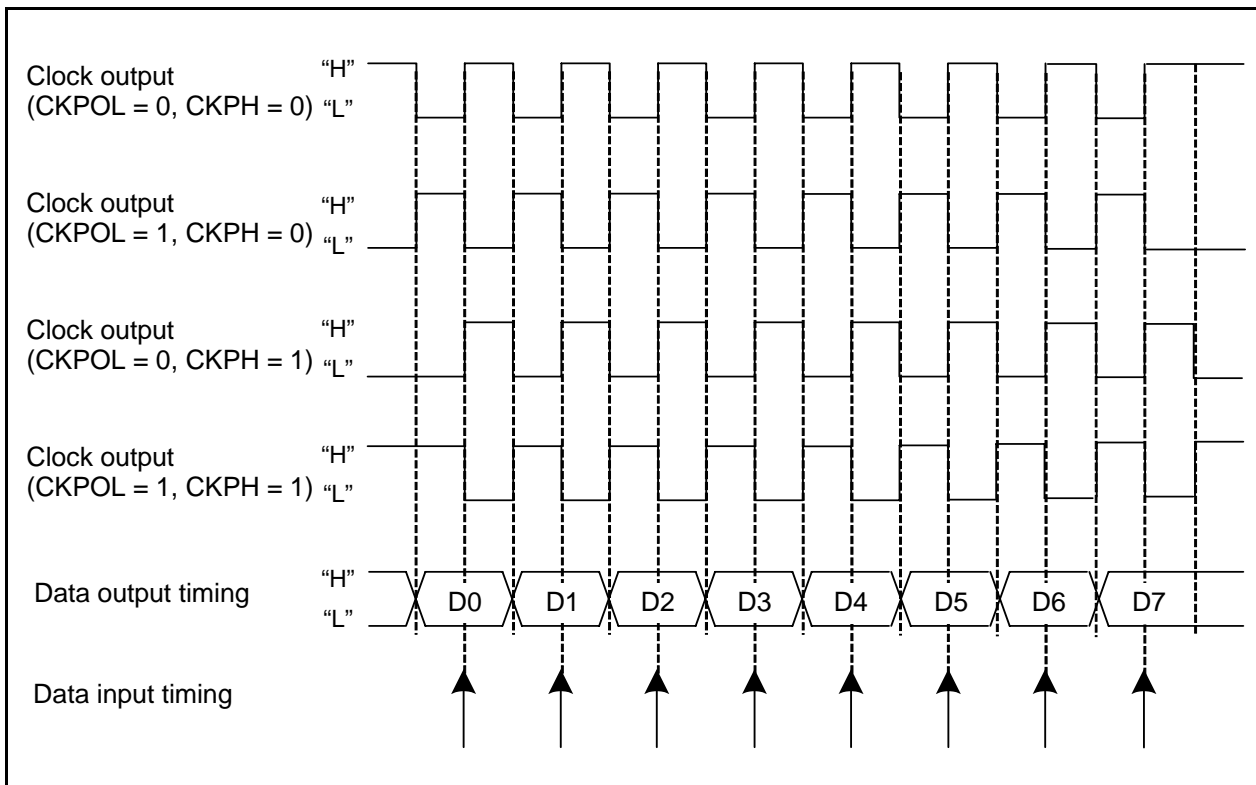 Clock output “H”
(CKPOL = 0, CKPH = 0) “L”
Clock output “H”
(CKPOL = 1, CKPH = 0) “L”
Clock output “H”
(CKPOL = 0, CKPH = 1) “L”
Clock output “H”
(CKPOL = 1, CKPH = 1) “L”
“H”
Data output timing D0 D1 D2 D3 D4 D5 D6 D7
“L”
Data input timing